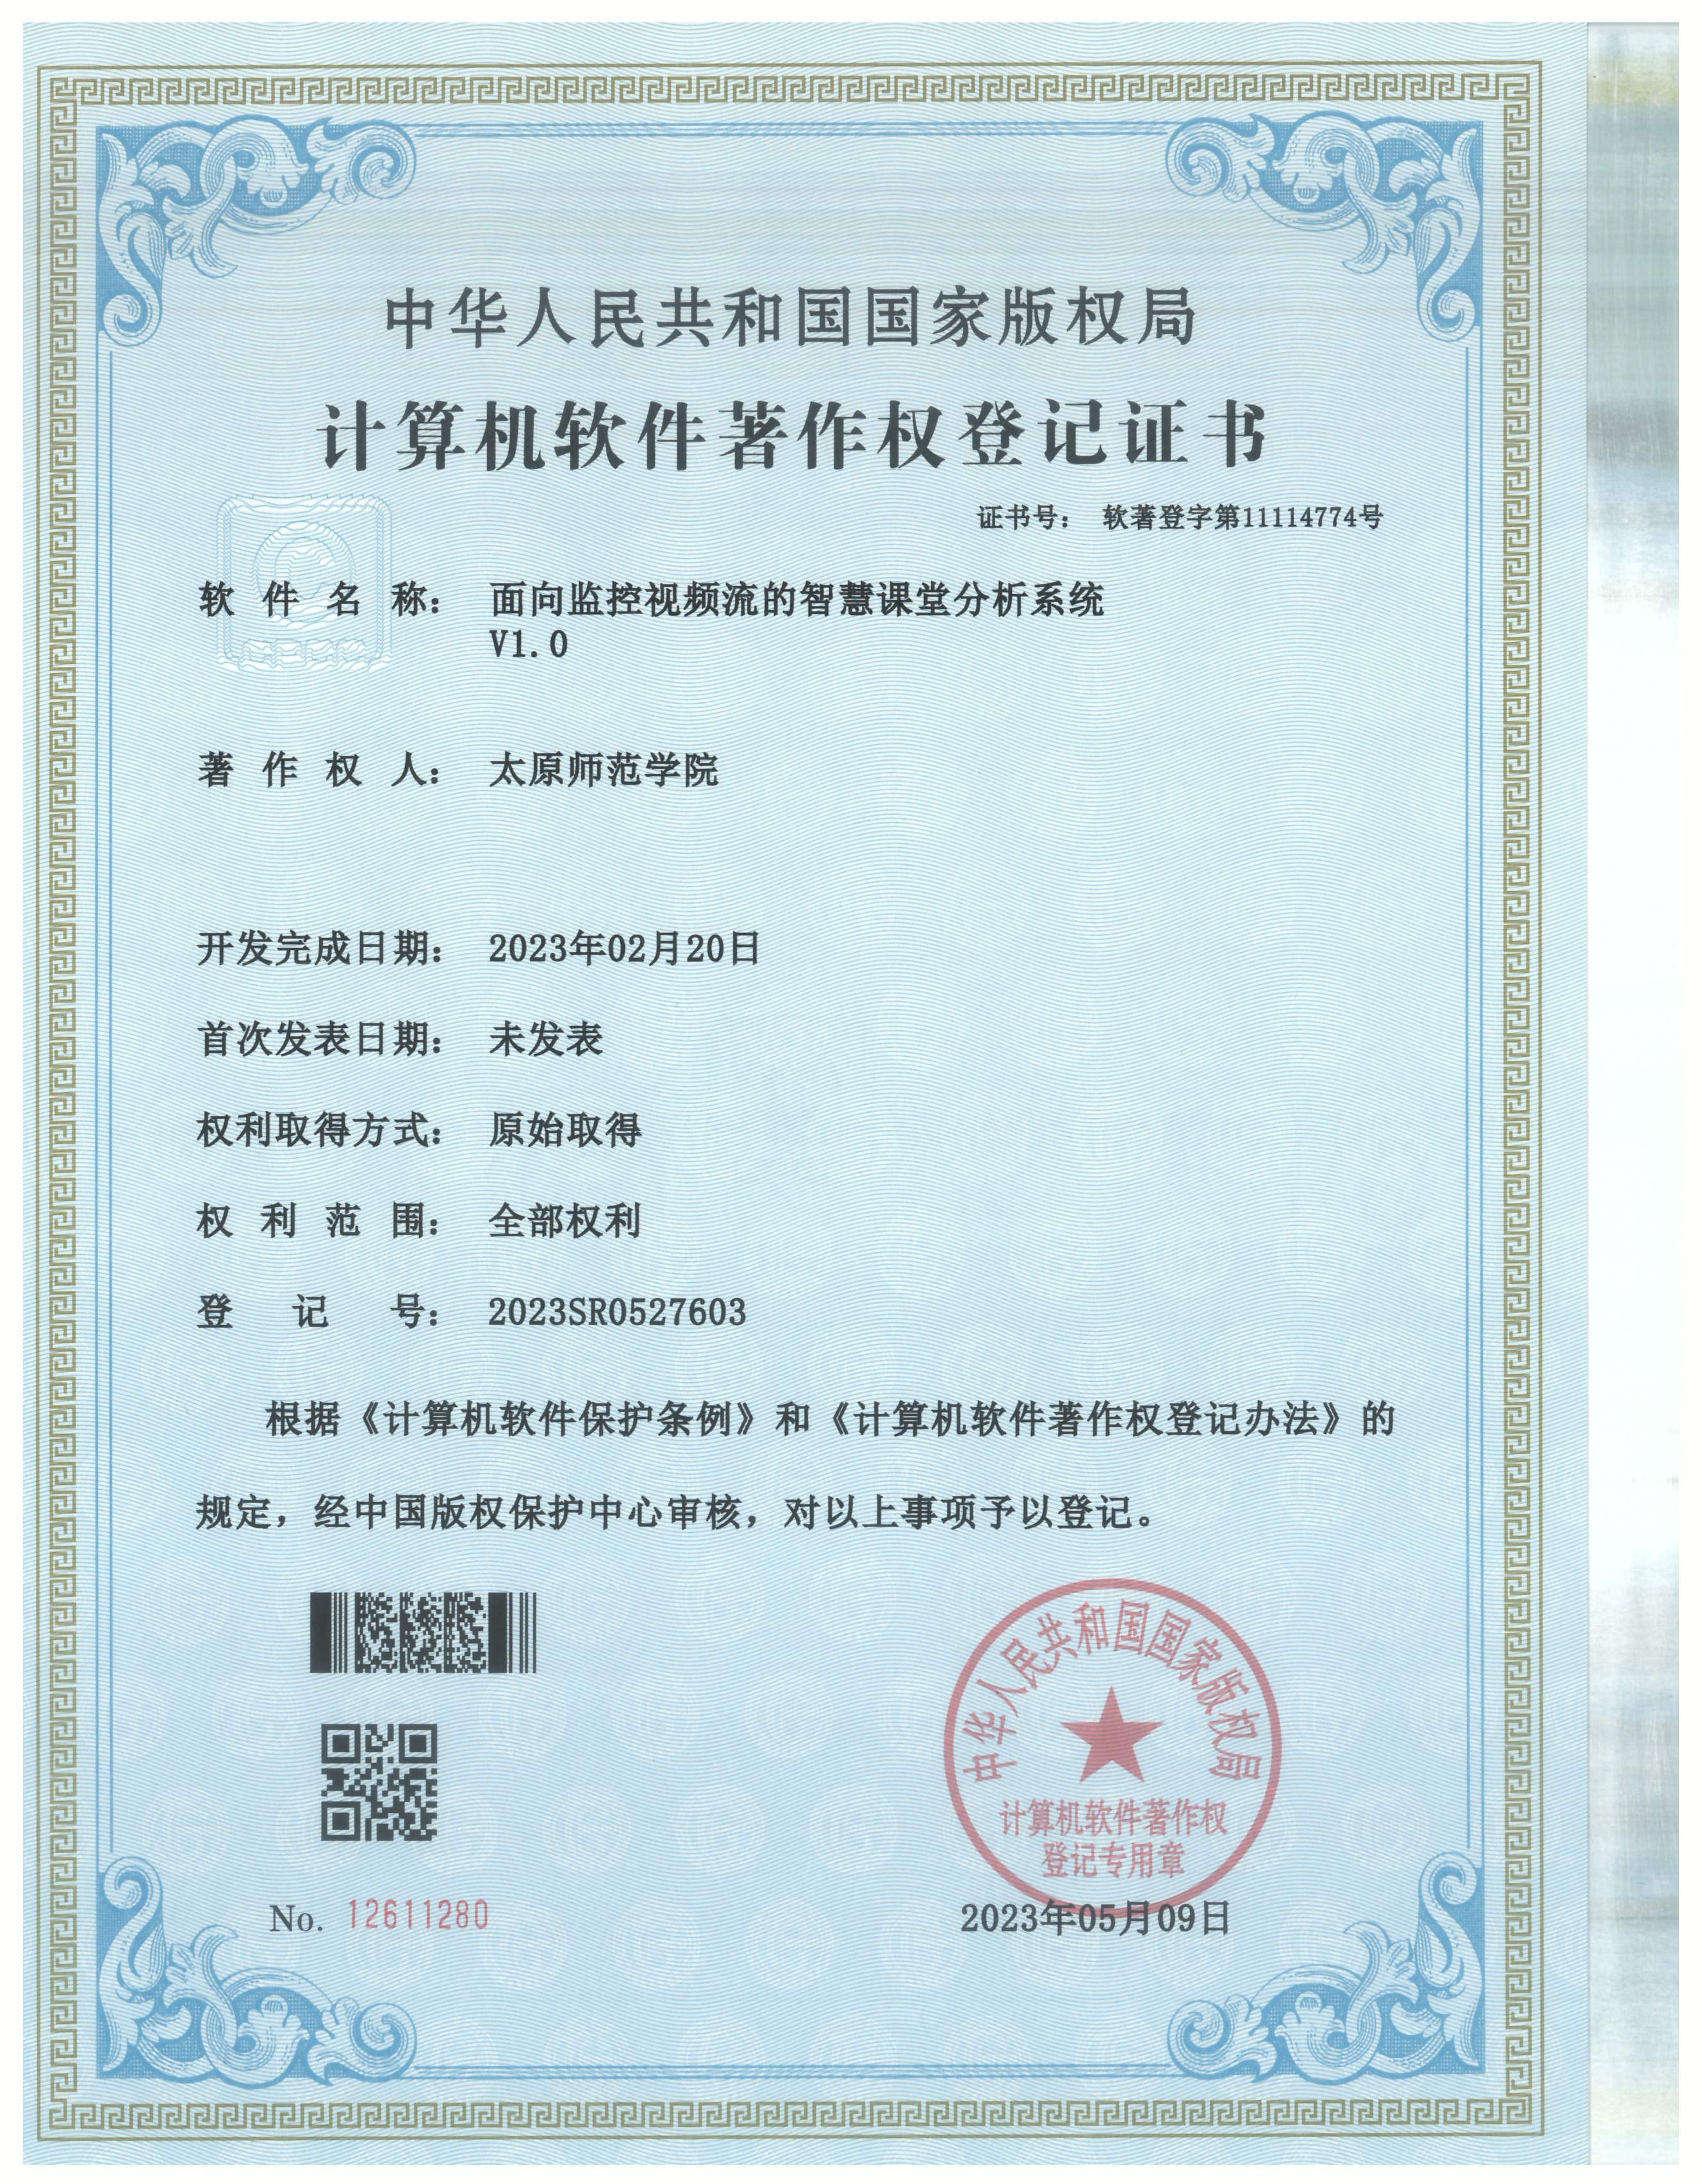 中华人民共和国国家版权局
计算机软件著作权登记证书
证书号： 软著登字第11114774号
软件名称： 面向监控视频流的智慧课堂分析系统
V1.0
著作权人： 太原师范学院
开发完成日期： 2023年02月20日
首次发表日期： 未发表
权利取得方式： 原始取得
权利范围： 全部权利
登记号： 2023SR0527603
根据《计算机软件保护条例》和《计算机软件著作权登记办法》的
规定，经中国版权保护中心审核，对以上事项予以登记。
中华人民共和国国家版权局
计算机软件著作权
登记专用章
No. 12611280
2023年05月09日